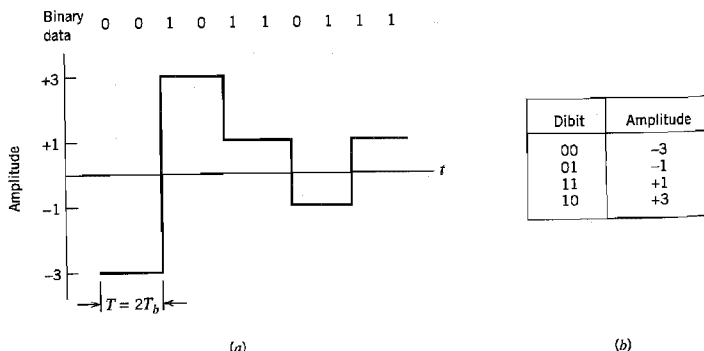 Binary data 0 0 1 0 1 1 0 1 1 1
+3
+1
t
-1
-3
Amplitude
T = 2T_b
(a)
Dibit Amplitude
00 −3
01 −1
11 +1
10 +3
(b)